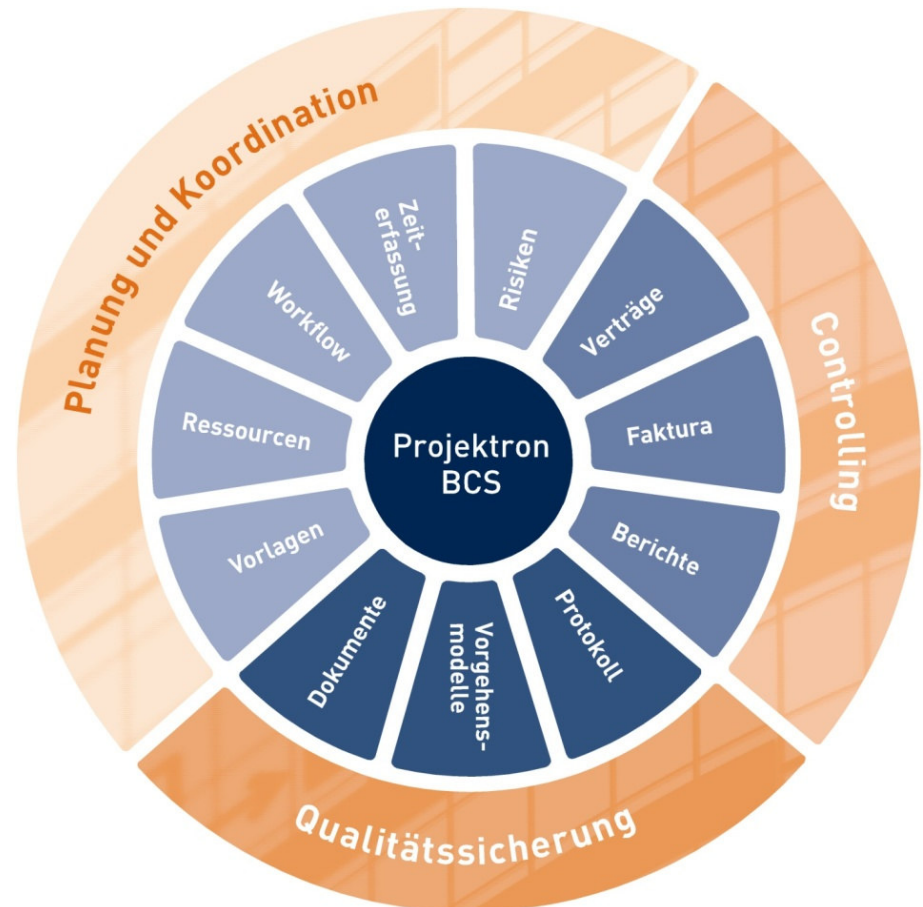 Planung und Koordination
Controlling
Qualitätssicherung
Zeit-
erfassung
Risiken
Verträge
Faktura
Berichte
Protokoll
Vorgehens-
modelle
Dokumente
Vorlagen
Ressourcen
Workflow
Projektron
BCS